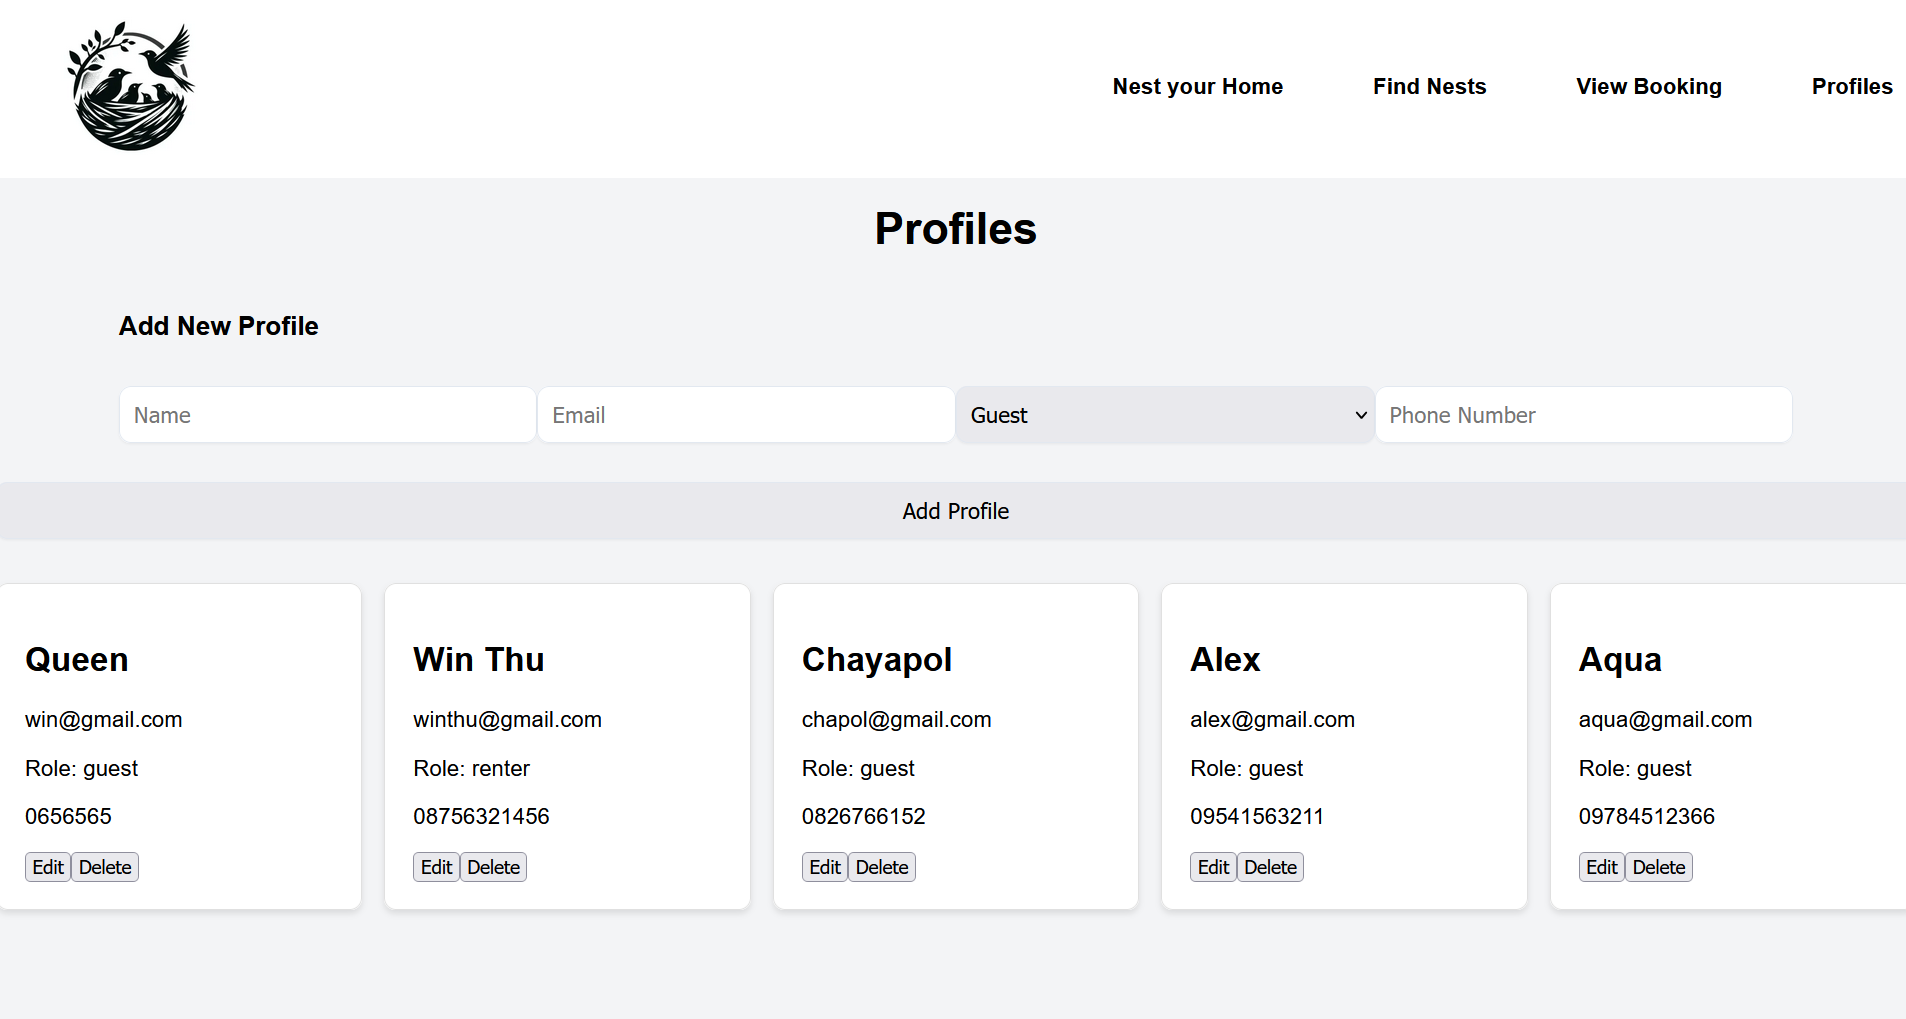 Nest your Home Find Nests View Booking Profiles
Profiles
Add New Profile
Name Email Guest Phone Number
Add Profile
Queen
win@gmail.com
Role: guest
0656565
Edit Delete
Win Thu
winthu@gmail.com
Role: renter
08756321456
Edit Delete
Chayapol
chapol@gmail.com
Role: guest
0826766152
Edit Delete
Alex
alex@gmail.com
Role: guest
09541563211
Edit Delete
Aqua
aqua@gmail.com
Role: guest
09784512366
Edit Delete